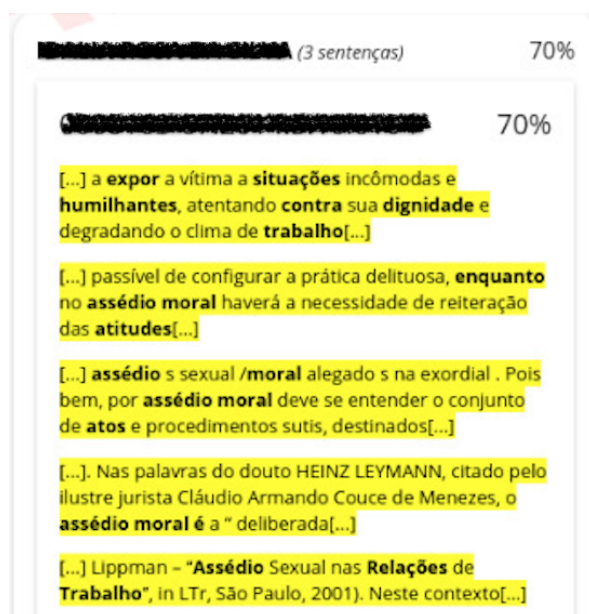 (3 sentenças) 70%
70%
[...] a expor a vítima a situações incômodas e
humilhantes, atentando contra sua dignidade e
degradando o clima de trabalho[...]
[...] passível de configurar a prática delituosa, enquanto
no assédio moral haverá a necessidade de reiteração
das atitudes[...]
[...] assédio s sexual /moral alegado s na exordial . Pois
bem, por assédio moral deve se entender o conjunto
de atos e procedimentos sutis, destinados[...]
[...]. Nas palavras do douto HEINZ LEYMANN, citado pelo
ilustre jurista Cláudio Armando Couce de Menezes, o
assédio moral é a “ deliberada[...]
[...] Lippman – “Assédio Sexual nas Relações de
Trabalho”, in LTr, São Paulo, 2001). Neste contexto[...]